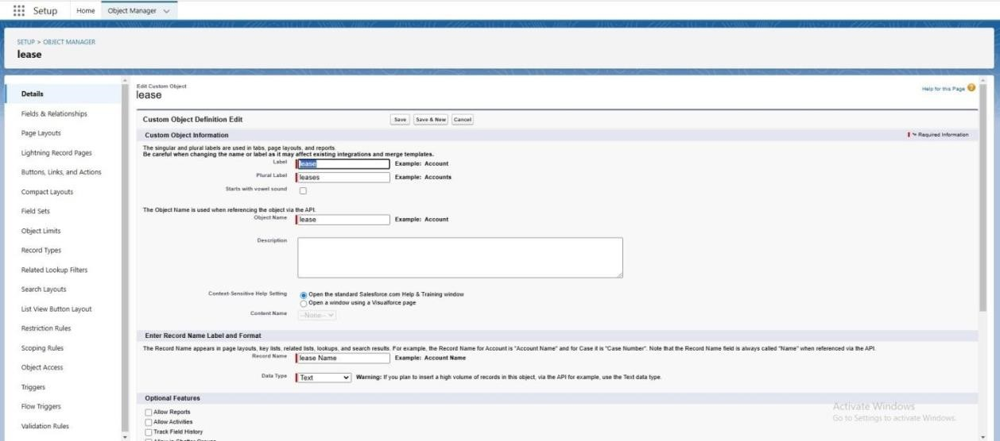 Setup Home Object Manager
SETUP > OBJECT MANAGER
lease
Details
Fields & Relationships
Page Layouts
Lightning Record Pages
Buttons, Links, and Actions
Compact Layouts
Field Sets
Object Limits
Record Types
Related Lookup Filters
Search Layouts
List View Button Layout
Restriction Rules
Scoping Rules
Object Access
Triggers
Flow Triggers
Validation Rules
Edit Custom Object
lease
Help for this Page
Custom Object Definition Edit Save Save & New Cancel
Custom Object Information
= Required Information
The singular and plural labels are used in tabs, page layouts, and reports.
Be careful when changing the name or label as it may affect existing integrations and merge templates.
Label lease Example: Account
Plural Label leases Example: Accounts
Starts with vowel sound
The Object Name is used when referencing the object via the API.
Object Name lease Example: Account
Description
Context-Sensitive Help Setting Open the standard Salesforce.com Help & Training window
Open a window using a Visualforce page
Content Name --None--
Enter Record Name Label and Format
The Record Name appears in page layouts, key lists, related lists, lookups, and search results. For example, the Record Name for Account is "Account Name" and for Case it is "Case Number". Note that the Record Name field is always called "Name" when referenced via the API.
Record Name lease Name Example: Account Name
Data Type Text Warning: If you plan to insert a high volume of records in this object, via the API for example, use the Text data type.
Optional Features
Allow Reports
Allow Activities
Track Field History
Activate Windows
Go to Settings to activate Windows.